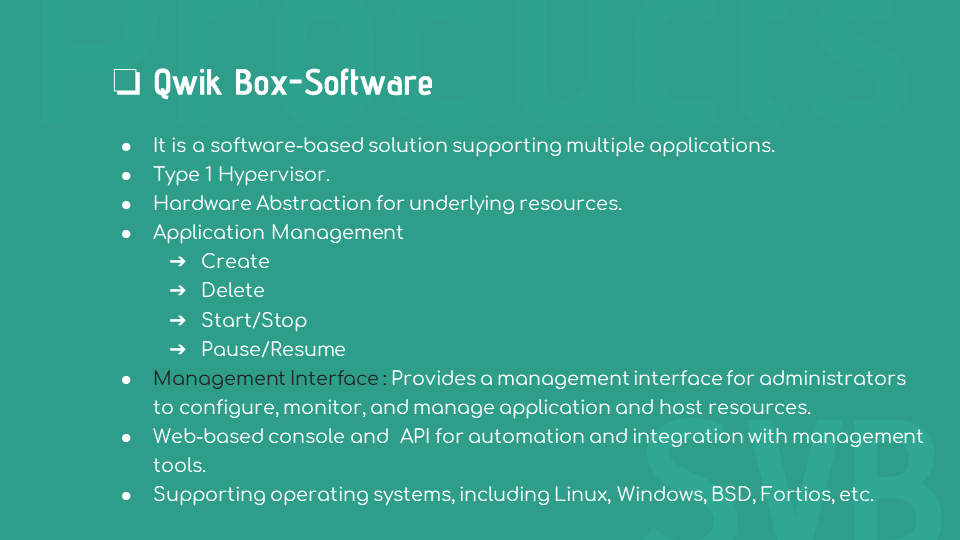 Products
❏ Qwik Box-Software
● It is a software-based solution supporting multiple applications.
● Type 1 Hypervisor.
● Hardware Abstraction for underlying resources.
● Application Management
➔ Create
➔ Delete
➔ Start/Stop
➔ Pause/Resume
● Management Interface : Provides a management interface for administrators
to configure, monitor, and manage application and host resources.
● Web-based console and API for automation and integration with management
tools.
● Supporting operating systems, including Linux, Windows, BSD, Fortios, etc.
SVB